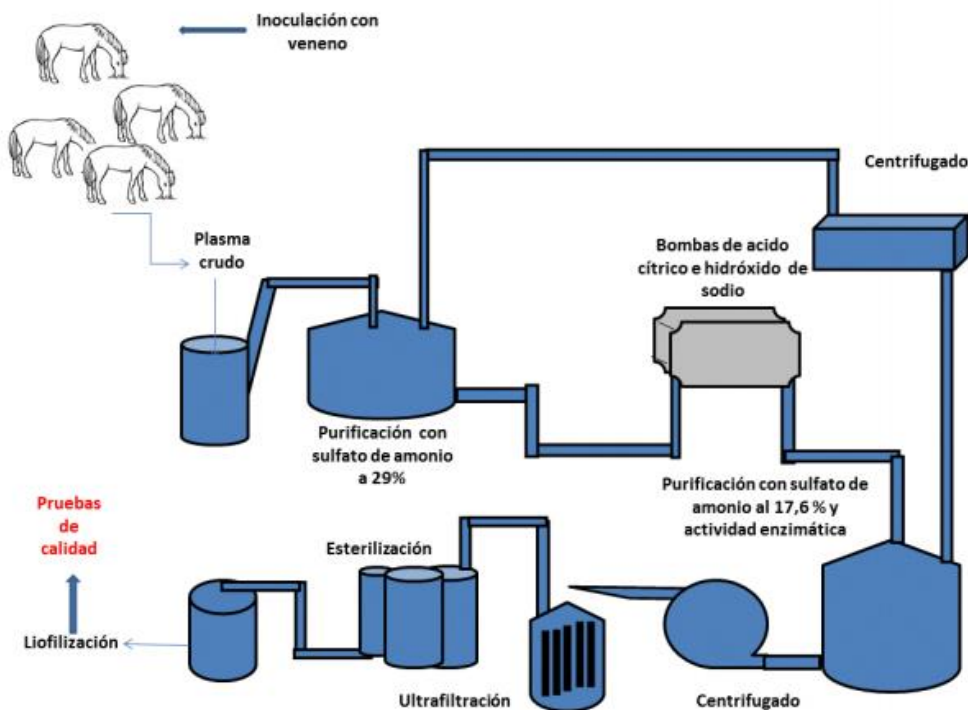 Inoculación con
veneno
Centrifugado
Plasma
crudo
Bombas de acido
cítrico e hidróxido de
sodio
Purificación con
sulfato de amonio
a 29%
Purificación con sulfato de
amonio al 17,6 % y
actividad enzimática
Pruebas
de
calidad
Esterilización
Liofilización
Ultrafiltración
Centrifugado